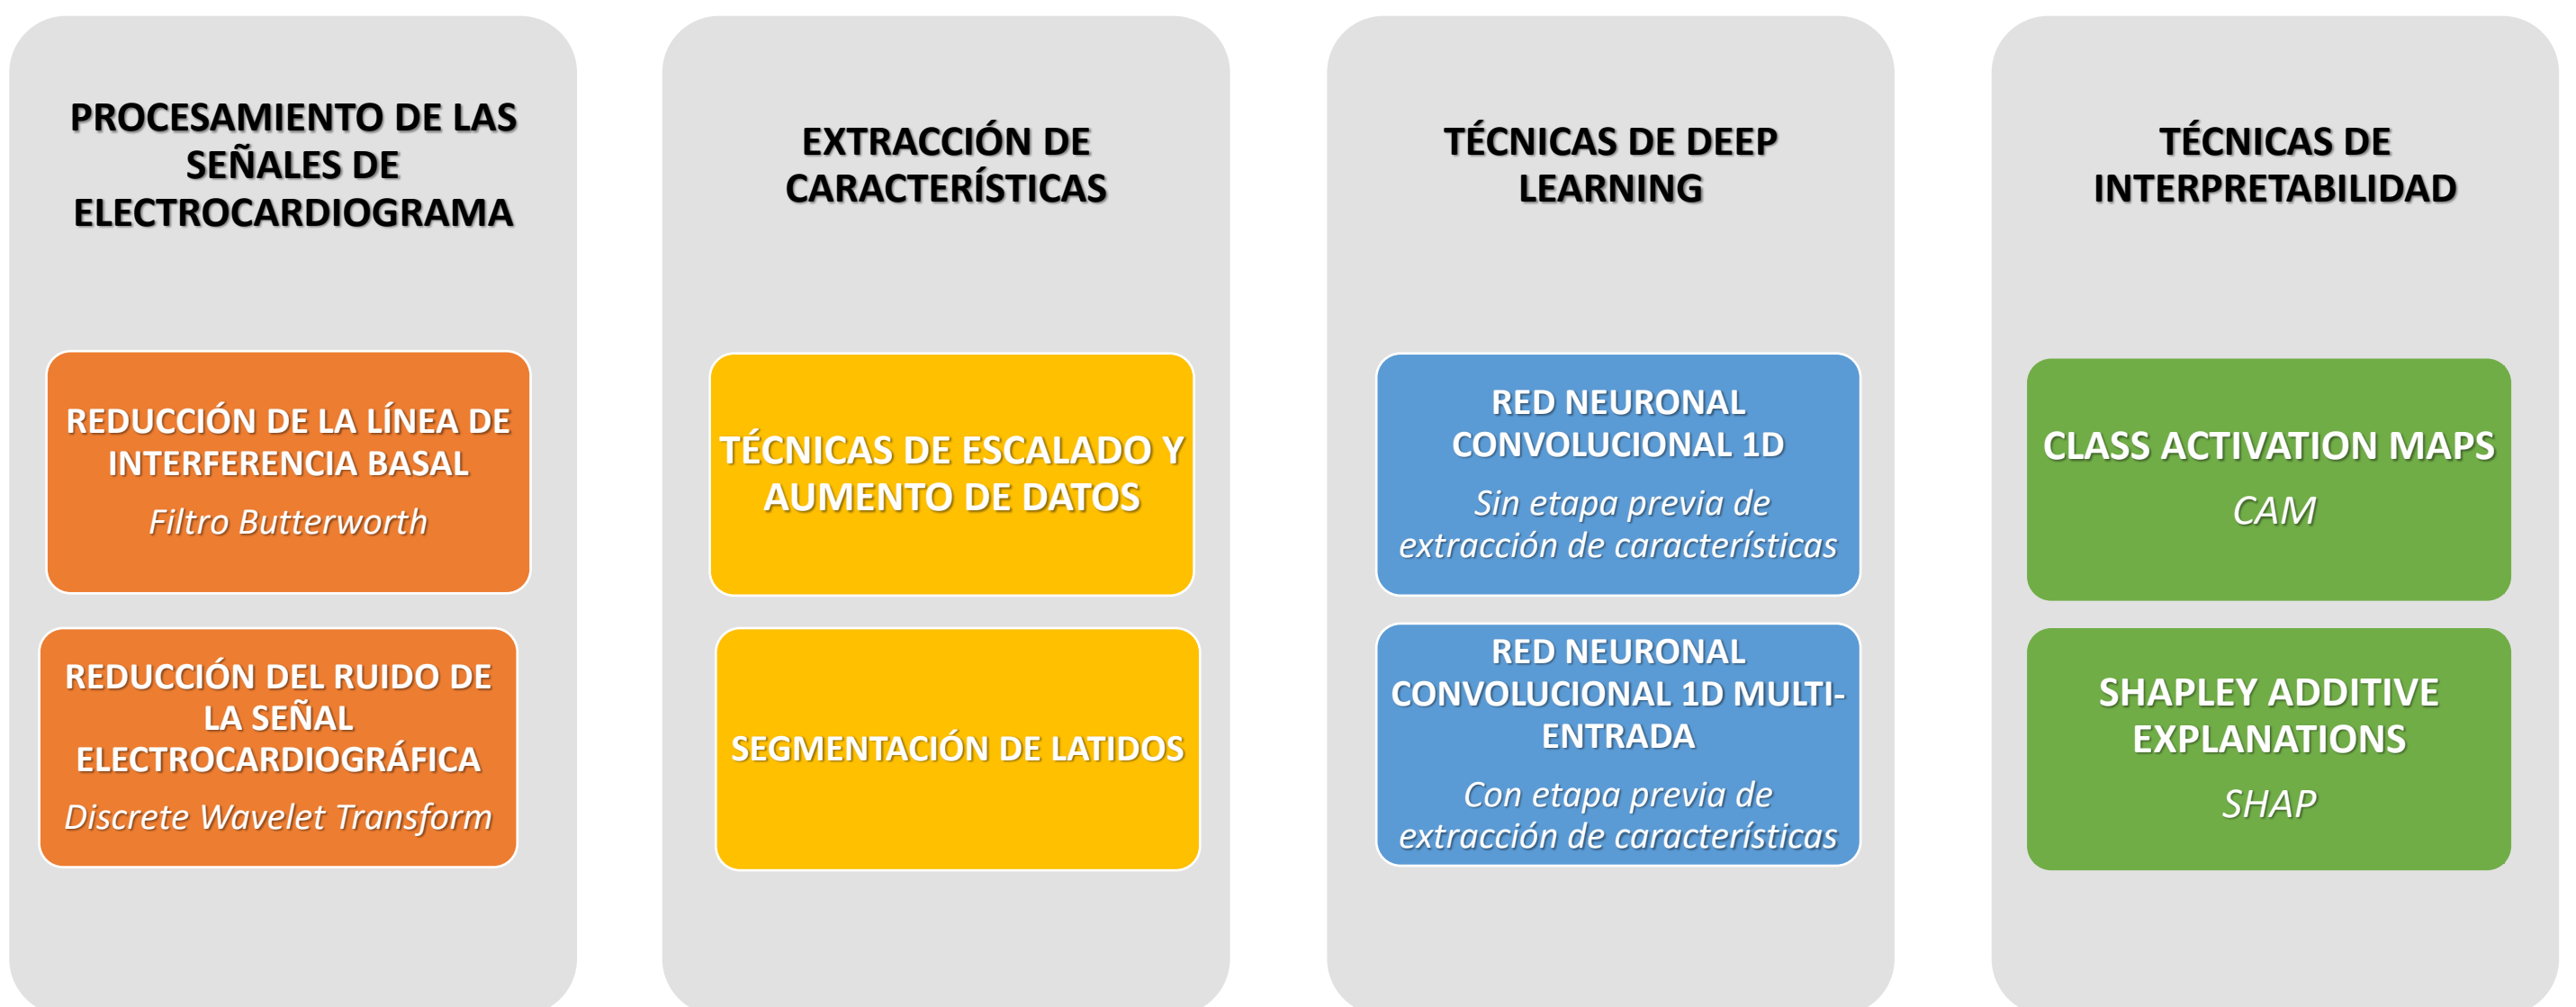 PROCESAMIENTO DE LAS
SEÑALES DE
ELECTROCARDIOGRAMA
REDUCCIÓN DE LA LÍNEA DE
INTERFERENCIA BASAL
Filtro Butterworth
REDUCCIÓN DEL RUIDO DE
LA SEÑAL
ELECTROCARDIOGRÁFICA
Discrete Wavelet Transform
EXTRACCIÓN DE
CARACTERÍSTICAS
TÉCNICAS DE ESCALADO Y
AUMENTO DE DATOS
SEGMENTACIÓN DE LATIDOS
TÉCNICAS DE DEEP
LEARNING
RED NEURONAL
CONVOLUCIONAL 1D
Sin etapa previa de
extracción de características
RED NEURONAL
CONVOLUCIONAL 1D MULTI-
ENTRADA
Con etapa previa de
extracción de características
TÉCNICAS DE
INTERPRETABILIDAD
CLASS ACTIVATION MAPS
CAM
SHAPLEY ADDITIVE
EXPLANATIONS
SHAP